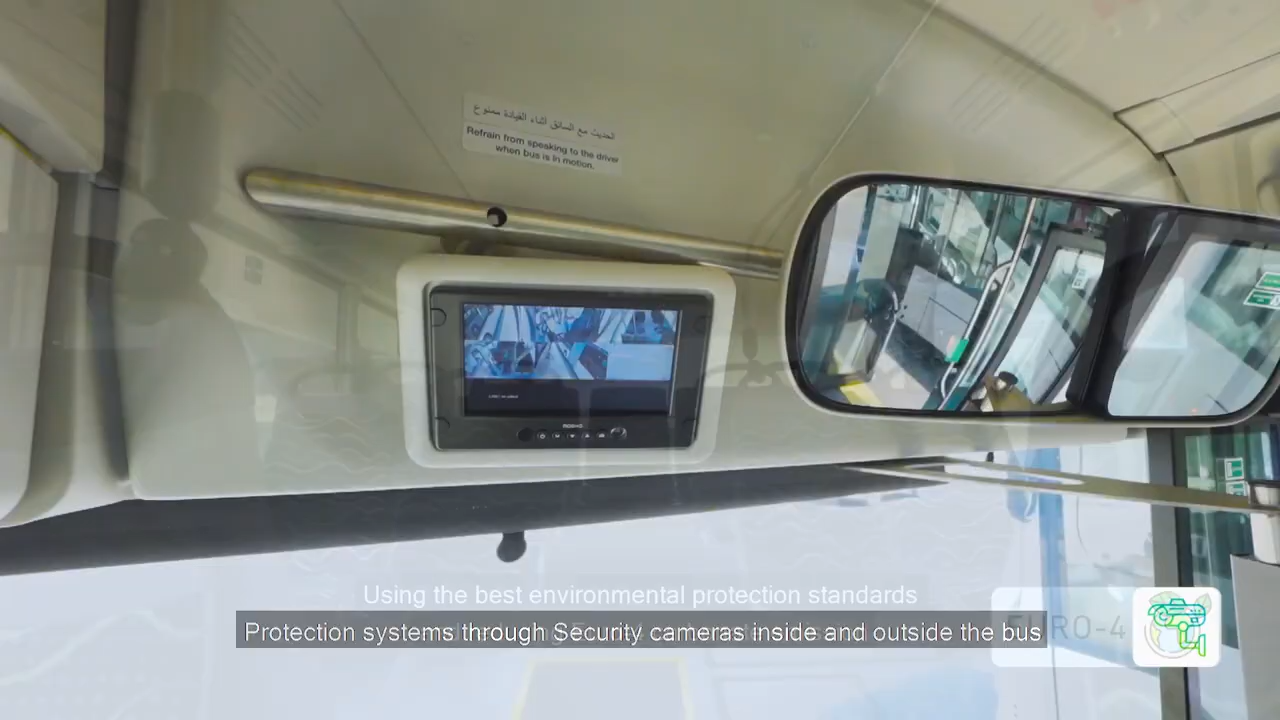 الحديث مع السائق أثناء القيادة ممنوع
Refrain from speaking to the driver
when bus is in motion.
Using the best environmental protection standards
Protection systems through Security cameras inside and outside the bus
EURO-4